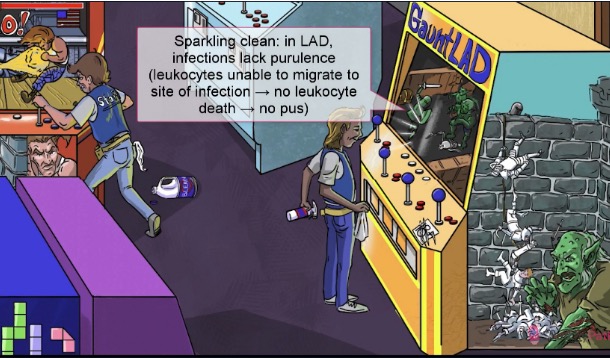 O!
GauntLAD
Sparkling clean: in LAD,
infections lack purulence
(leukocytes unable to migrate to
site of infection → no leukocyte
death → no pus)